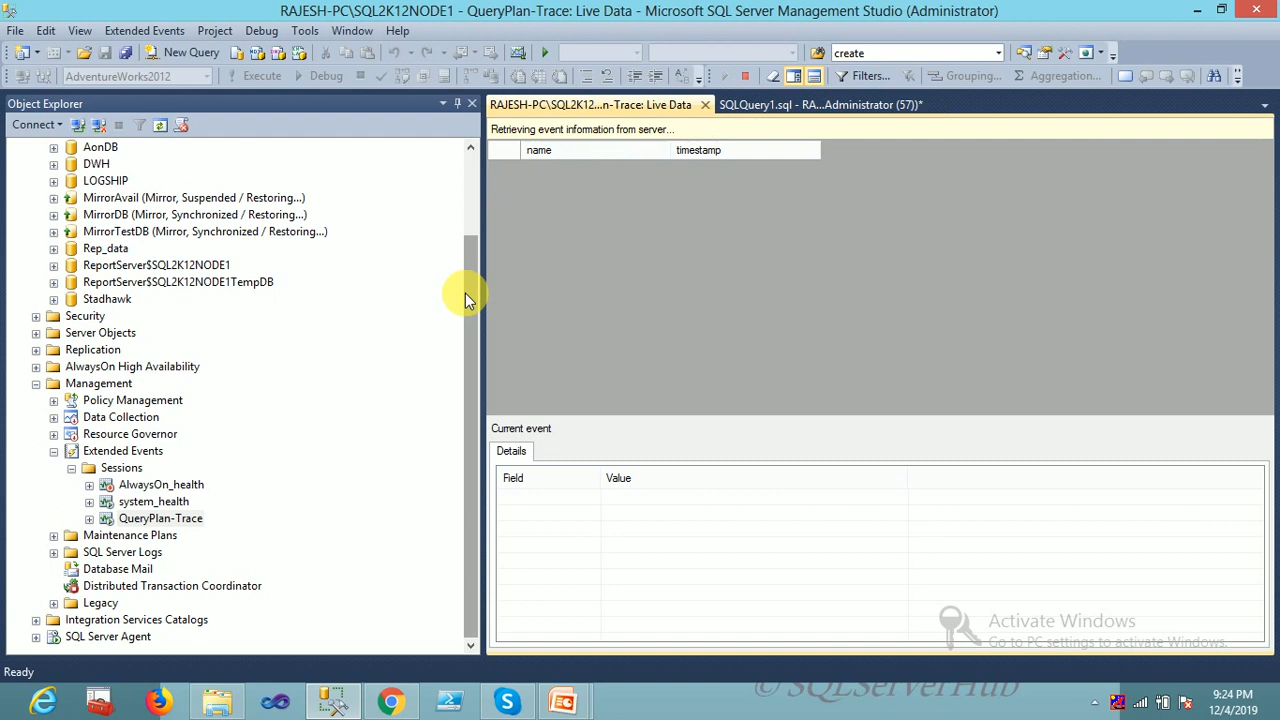 RAJESH-PC\SQL2K12NODE1 - QueryPlan-Trace: Live Data - Microsoft SQL Server Management Studio (Administrator)
File Edit View Extended Events Project Debug Tools Window Help
New Query create
AdventureWorks2012 Execute Debug Filters... Grouping... Aggregation...
Object Explorer
RAJESH-PC\SQL2K12...n-Trace: Live Data SQLQuery1.sql - RA...Administrator (57))*
Connect
Retrieving event information from server...
name timestamp
AonDB
DWH
LOGSHIP
MirrorAvail (Mirror, Suspended / Restoring...)
MirrorDB (Mirror, Synchronized / Restoring...)
MirrorTestDB (Mirror, Synchronized / Restoring...)
Rep_data
ReportServer$SQL2K12NODE1
ReportServer$SQL2K12NODE1TempDB
Stadhawk
Security
Server Objects
Replication
AlwaysOn High Availability
Management
Policy Management
Data Collection
Resource Governor
Extended Events
Sessions
AlwaysOn_health
system_health
QueryPlan-Trace
Maintenance Plans
SQL Server Logs
Database Mail
Distributed Transaction Coordinator
Legacy
Integration Services Catalogs
SQL Server Agent
Current event
Details
Field Value
Activate Windows
Go to PC settings to activate Windows.
Ready
© SQLServerHub
9:24 PM
12/4/2019